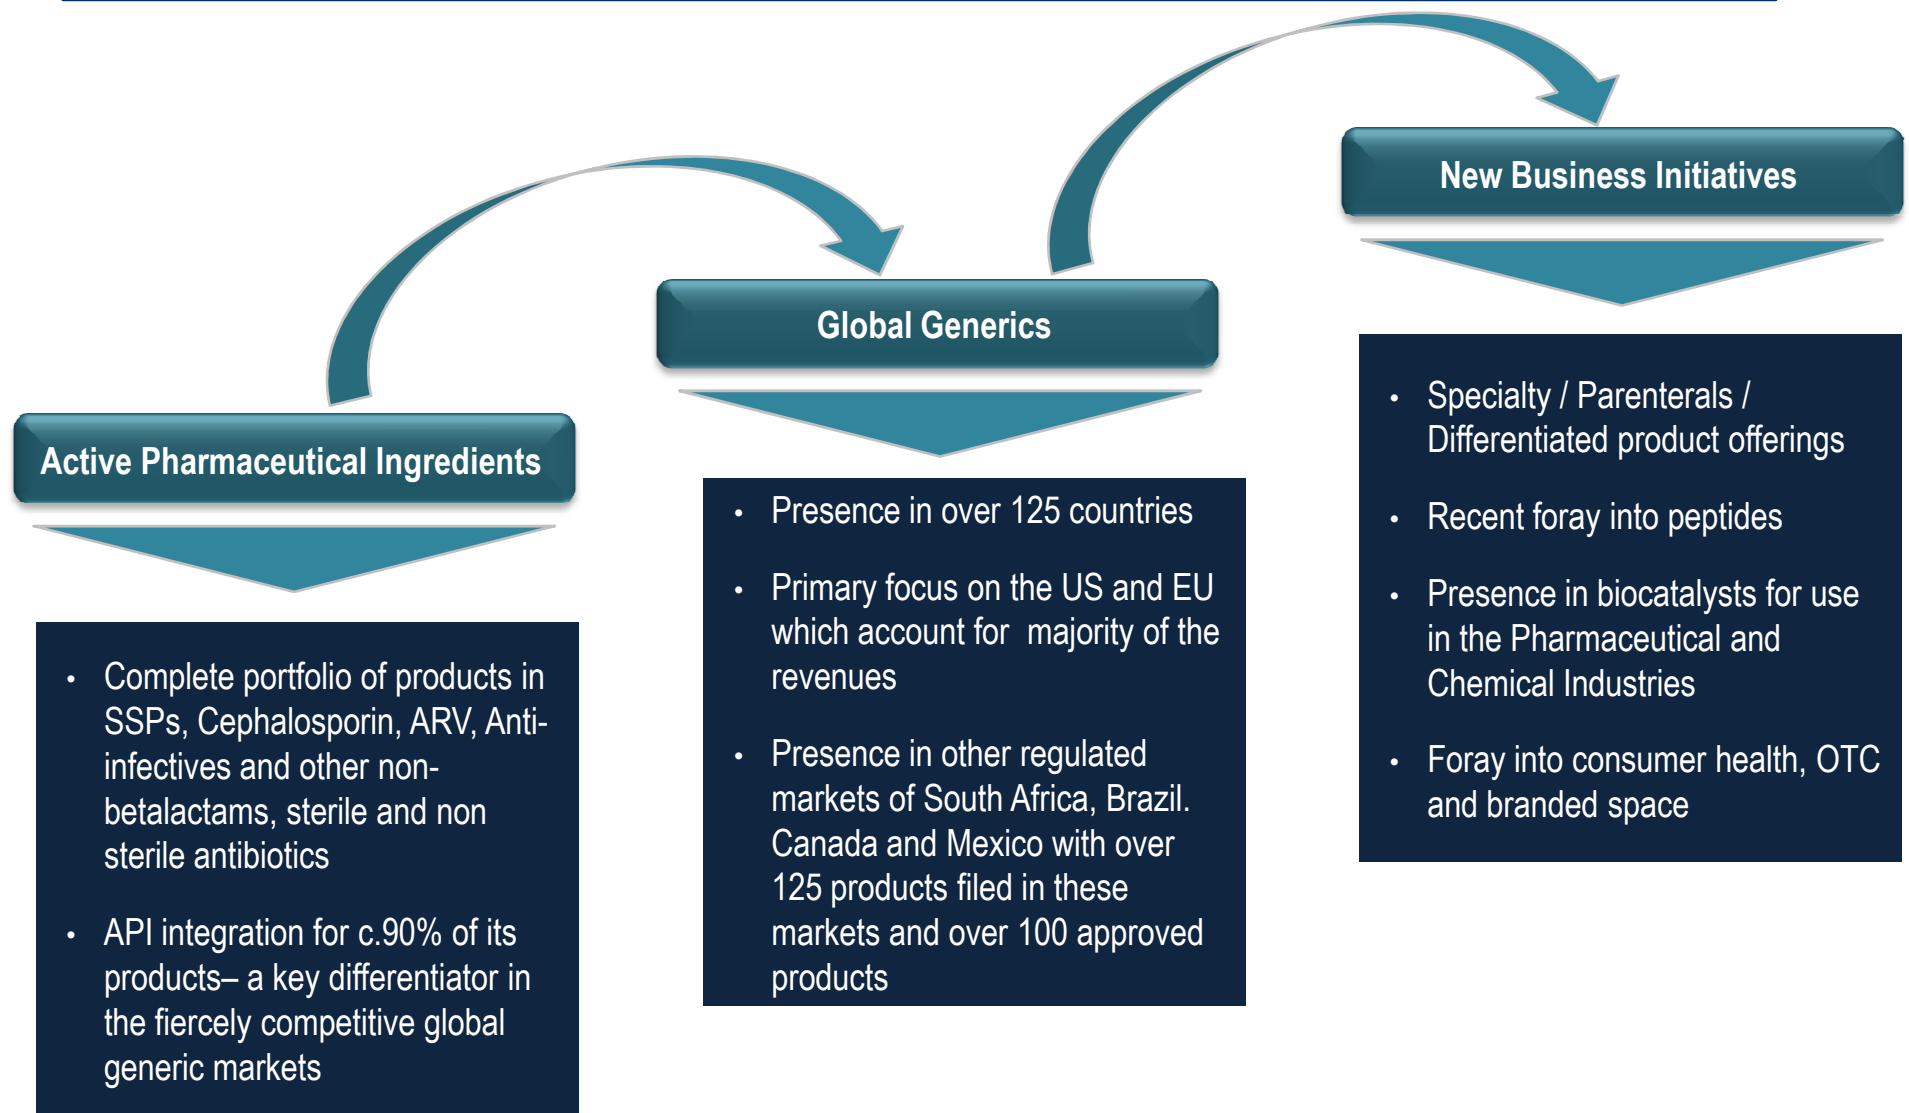 Active Pharmaceutical Ingredients
• Complete portfolio of products in
SSPs, Cephalosporin, ARV, Anti-
infectives and other non-
betalactams, sterile and non
sterile antibiotics
• API integration for c.90% of its
products– a key differentiator in
the fiercely competitive global
generic markets
Global Generics
• Presence in over 125 countries
• Primary focus on the US and EU
which account for  majority of the
revenues
• Presence in other regulated
markets of South Africa, Brazil.
Canada and Mexico with over
125 products filed in these
markets and over 100 approved
products
New Business Initiatives
• Specialty / Parenterals /
Differentiated product offerings
• Recent foray into peptides
• Presence in biocatalysts for use
in the Pharmaceutical and
Chemical Industries
• Foray into consumer health, OTC
and branded space